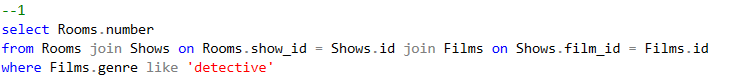 --1
select Rooms.number
from Rooms join Shows on Rooms.show_id = Shows.id join Films on Shows.film_id = Films.id
where Films.genre like 'detective'